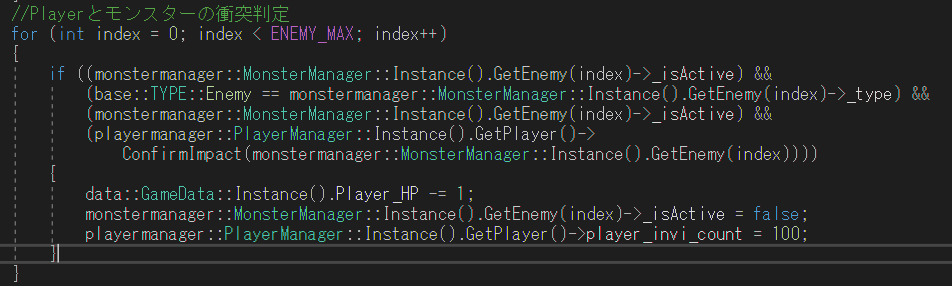 //Playerとモンスターの衝突判定
for (int index = 0; index < ENEMY_MAX; index++)
{
if ((monstermanager::MonsterManager::Instance().GetEnemy(index)->_isActive) &&
(base::TYPE::Enemy == monstermanager::MonsterManager::Instance().GetEnemy(index)->_type) &&
(monstermanager::MonsterManager::Instance().GetEnemy(index)->_isActive) &&
(playermanager::PlayerManager::Instance().GetPlayer()->
ConfirmImpact(monstermanager::MonsterManager::Instance().GetEnemy(index))))
{
data::GameData::Instance().Player_HP -= 1;
monstermanager::MonsterManager::Instance().GetEnemy(index)->_isActive = false;
playermanager::PlayerManager::Instance().GetPlayer()->player_invi_count = 100;
}
}